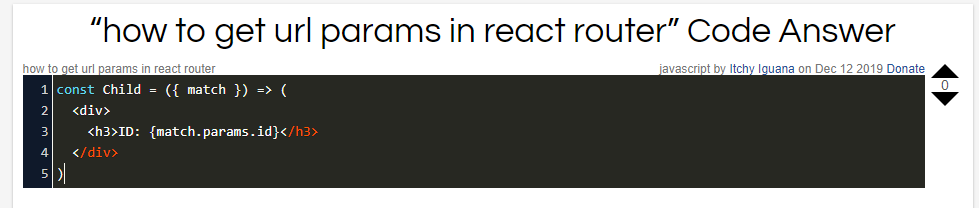 “how to get url params in react router” Code Answer
how to get url params in react router
javascript by Itchy Iguana on Dec 12 2019 Donate
0
1 const Child = ({ match }) => (
2   <div>
3     <h3>ID: {match.params.id}</h3>
4   </div>
5 )